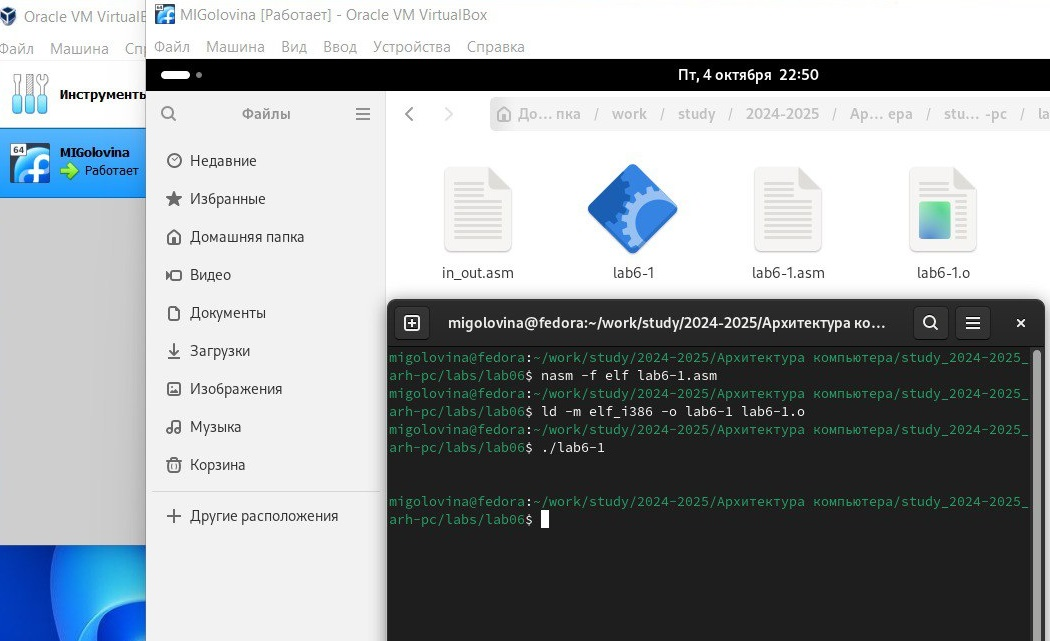 Oracle VM VirtualB
Файл Машина Спр
Инструменты
64
MIGolovina
Работает
64
MIGolovina [Работает] - Oracle VM VirtualBox
Файл Машина Вид Ввод Устройства Справка
Пт, 4 октября 22:50
Файлы
До… пка / work / study / 2024-2025 / Ар… ера / stu… -pc / la
Недавние
Избранные
Домашняя папка
Видео
Документы
Загрузки
Изображения
Музыка
Корзина
Другие расположения
in_out.asm
lab6-1
lab6-1.asm
lab6-1.o
migolovina@fedora:~/work/study/2024-2025/Архитектура ко…
migolovina@fedora:~/work/study/2024-2025/Архитектура компьютера/study_2024-2025_
arh-pc/labs/lab06$ nasm -f elf lab6-1.asm
migolovina@fedora:~/work/study/2024-2025/Архитектура компьютера/study_2024-2025_
arh-pc/labs/lab06$ ld -m elf_i386 -o lab6-1 lab6-1.o
migolovina@fedora:~/work/study/2024-2025/Архитектура компьютера/study_2024-2025_
arh-pc/labs/lab06$ ./lab6-1
migolovina@fedora:~/work/study/2024-2025/Архитектура компьютера/study_2024-2025_
arh-pc/labs/lab06$